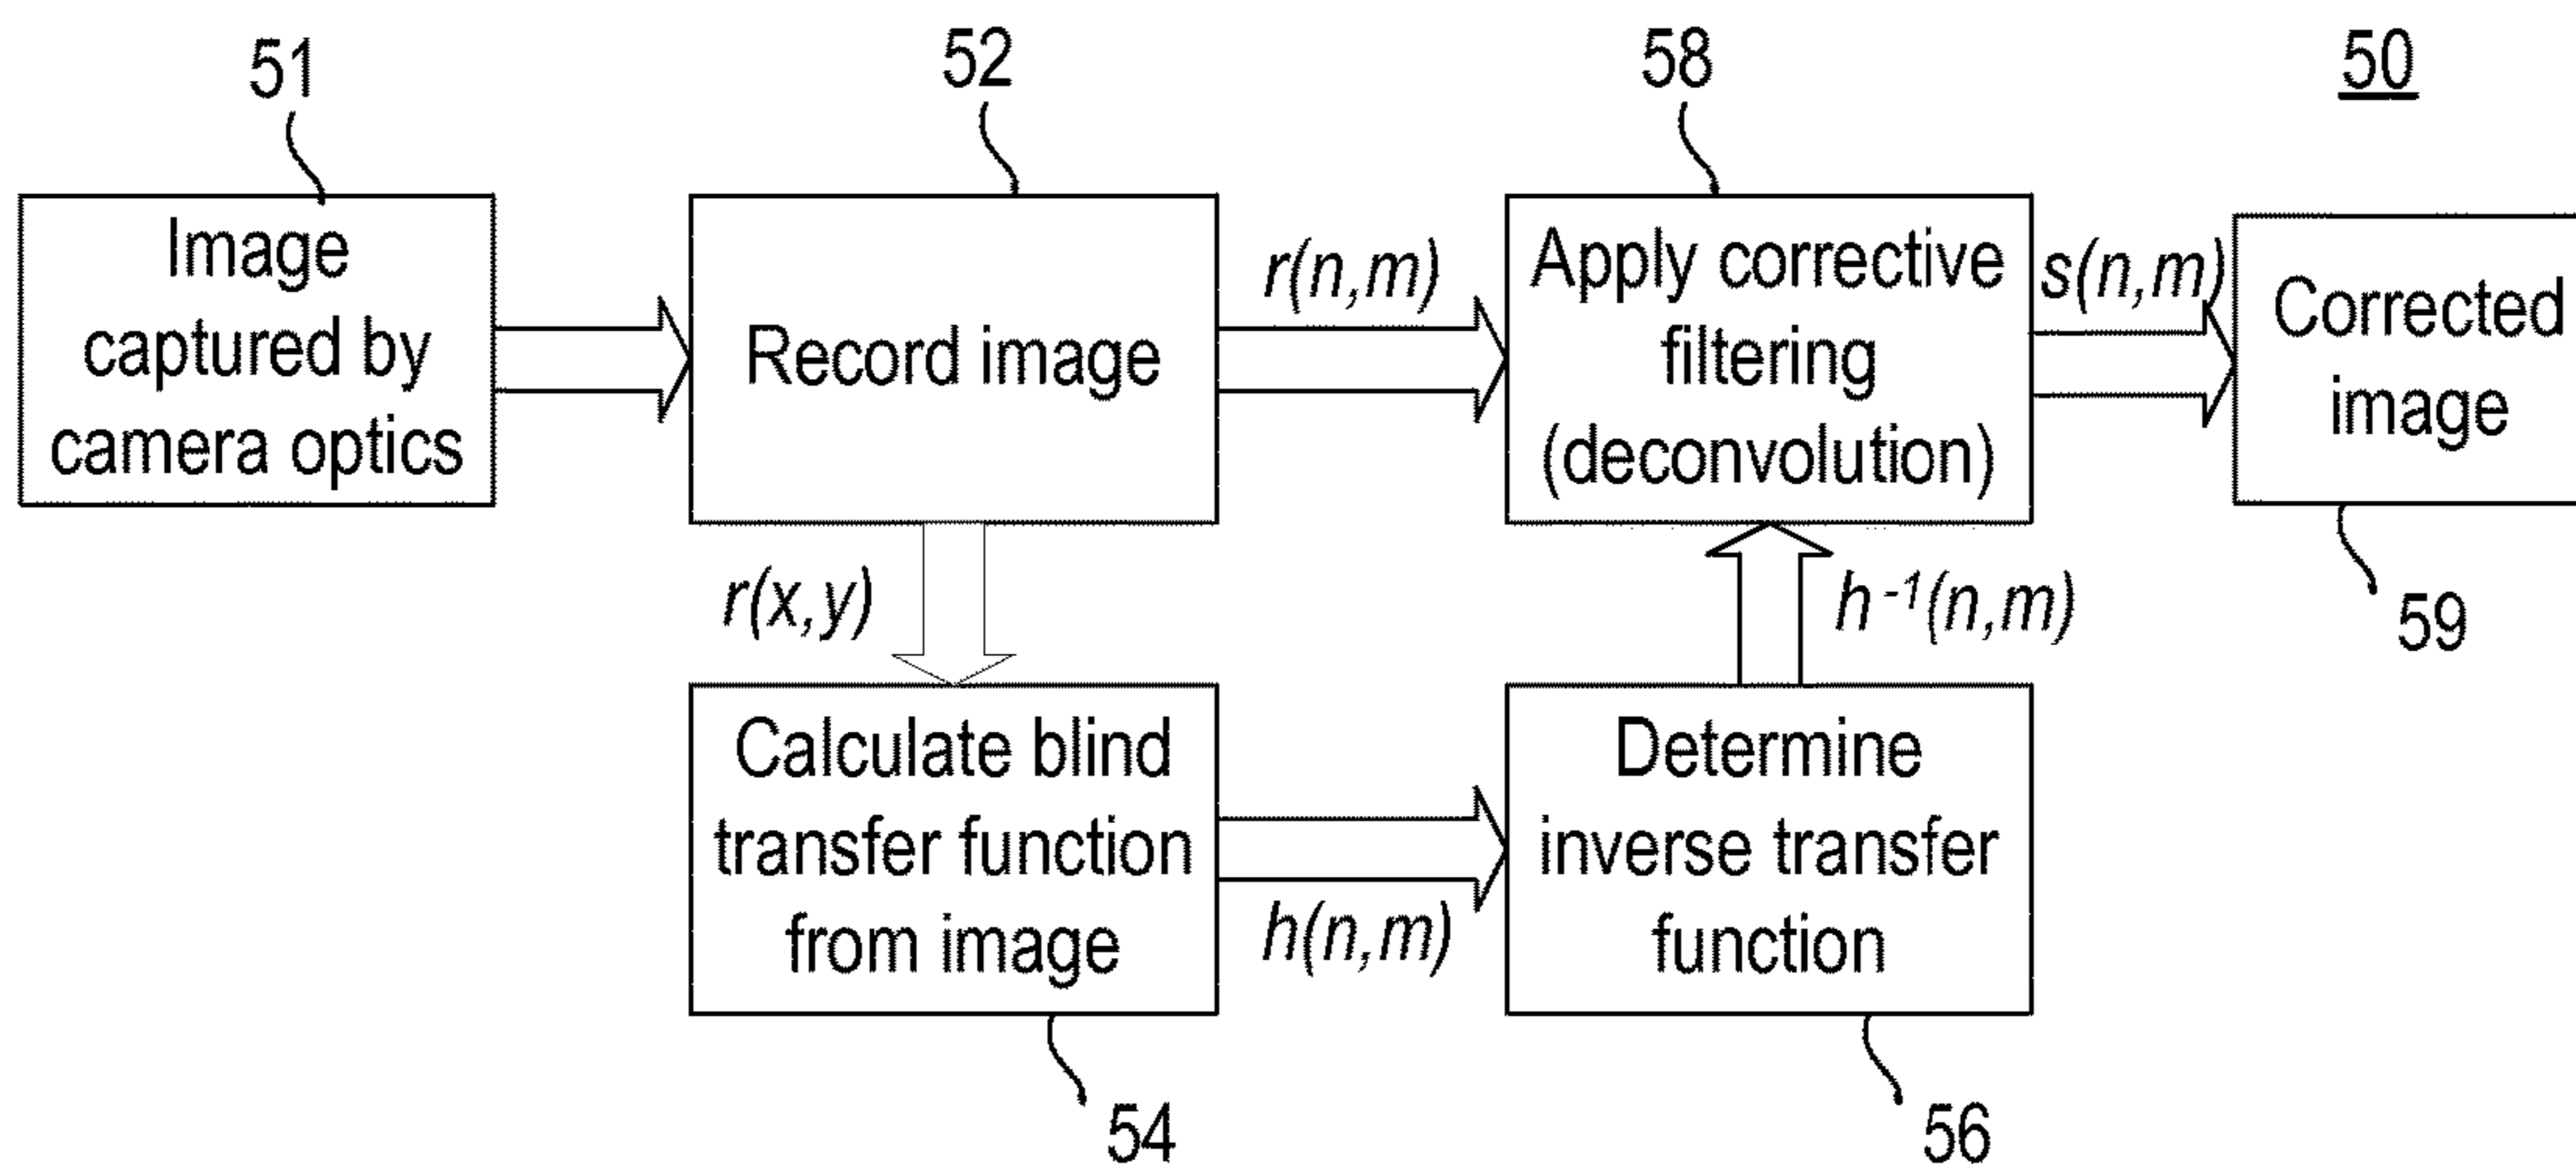 51
52
58
50
Image
captured by
camera optics
Record image
r(n,m)
Apply corrective
filtering
(deconvolution)
s(n,m)
Corrected
image
r(x,y)
h⁻¹(n,m)
59
Calculate blind
transfer function
from image
h(n,m)
Determine
inverse transfer
function
54
56